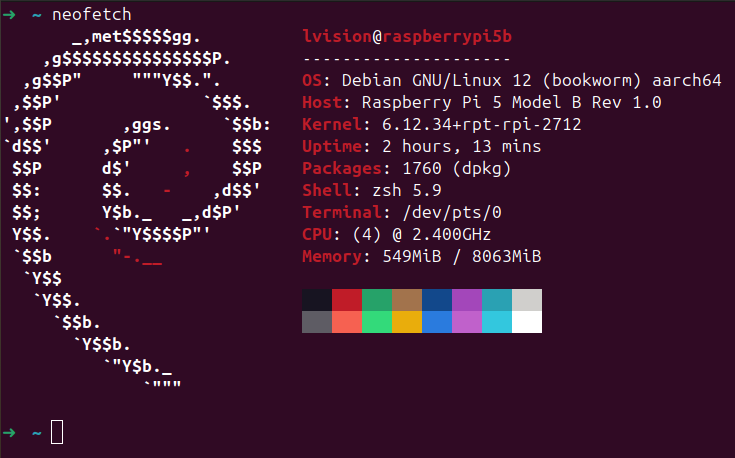 ➜  ~ neofetch
       _,met$$$$$gg.          lvision@raspberrypi5b
    ,g$$$$$$$$$$$$$$$P.       ---------------------
  ,g$$P"     """Y$$.".        OS: Debian GNU/Linux 12 (bookworm) aarch64
 ,$$P'              `$$$.     Host: Raspberry Pi 5 Model B Rev 1.0
',$$P       ,ggs.     `$$b:   Kernel: 6.12.34+rpt-rpi-2712
`d$$'     ,$P"'   .    $$$    Uptime: 2 hours, 13 mins
 $$P      d$'     ,    $$P    Packages: 1760 (dpkg)
 $$:      $$.   -    ,d$$'    Shell: zsh 5.9
 $$;      Y$b._   _,d$P'      Terminal: /dev/pts/0
 Y$$.    `.`"Y$$$$P"'         CPU: (4) @ 2.400GHz
 `$$b      "-.__              Memory: 549MiB / 8063MiB
  `Y$$
   `Y$$.
     `$$b.
       `Y$$b.
          `"Y$b._
              `"""
➜  ~